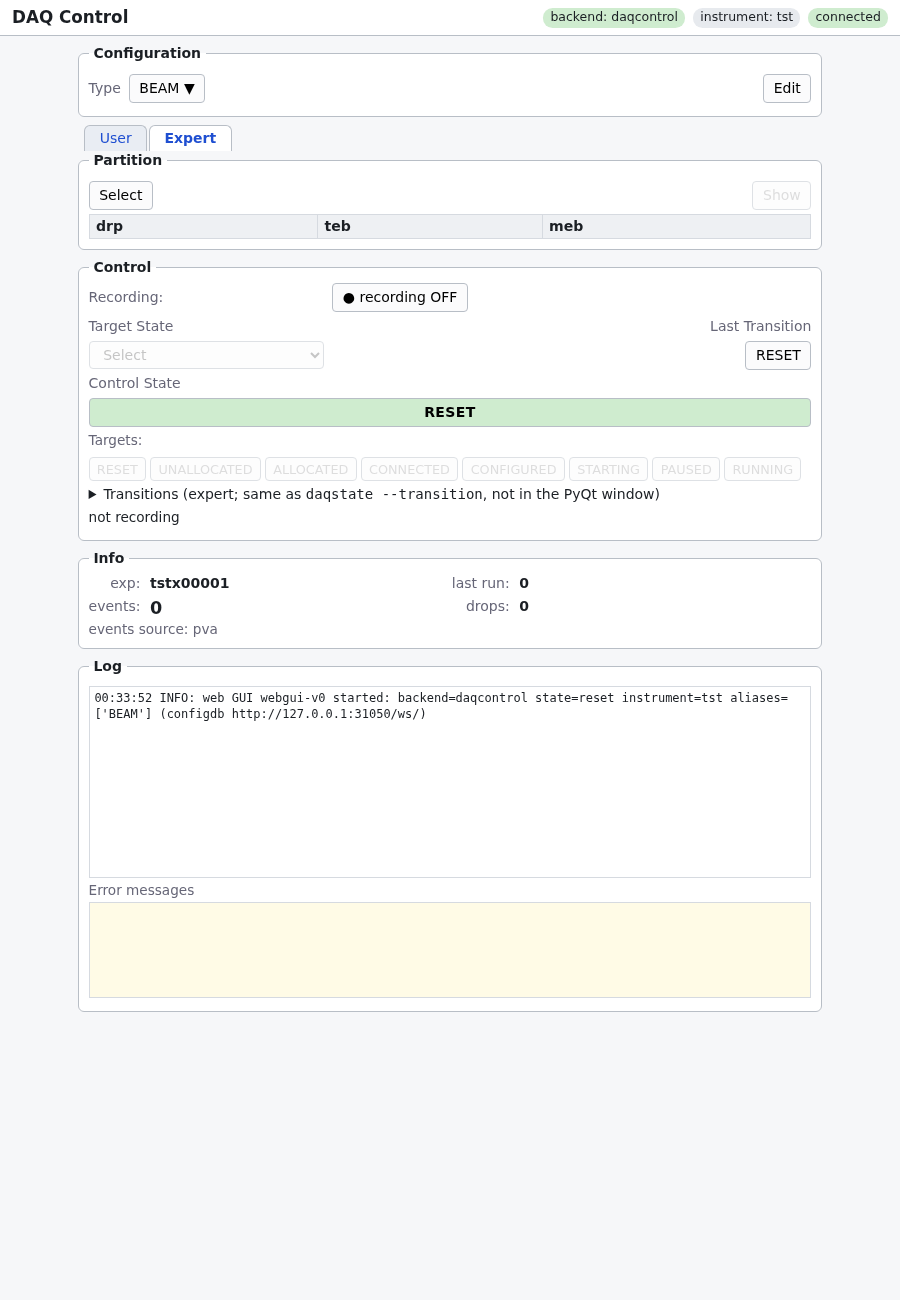 DAQ Control
backend: daqcontrol instrument: tst connected
Configuration
Type BEAM ▼ Edit
User Expert
Partition
Select Show
drp teb meb
Control
Recording: ● recording OFF
Target State Last Transition
Select RESET
Control State
RESET
Targets:
RESET UNALLOCATED ALLOCATED CONNECTED CONFIGURED STARTING PAUSED RUNNING
▶ Transitions (expert; same as daqstate --transition, not in the PyQt window)
not recording
Info
exp: tstx00001 last run: 0
events: 0 drops: 0
events source: pva
Log
00:33:52 INFO: web GUI webgui-v0 started: backend=daqcontrol state=reset instrument=tst aliases=
['BEAM'] (configdb http://127.0.0.1:31050/ws/)
Error messages